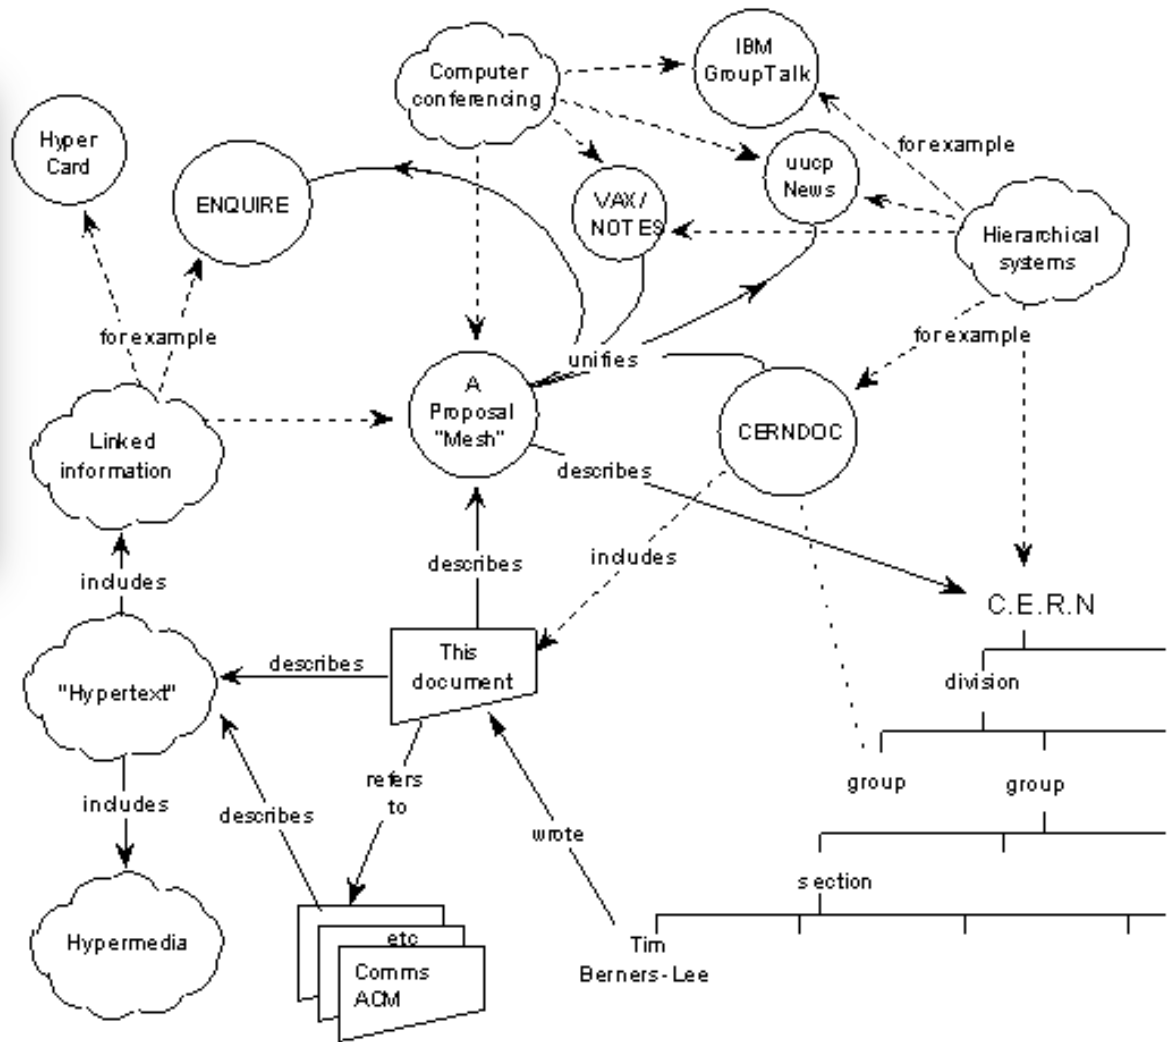 IBM
GroupTalk
Computer
conferencing
Hyper
Card
for example
uucp
News
ENQUIRE
VAX/
NOTES
Hierarchical
systems
for example
for example
unifies
A
Proposal
"Mesh"
Linked
information
CERNDOC
describes
includes
describes
includes
C.E.R.N
This
document
describes
"Hypertext"
division
refers
to
includes
describes
group
group
wrote
section
Hypermedia
etc
Comms
ACM
Tim
Berners-Lee